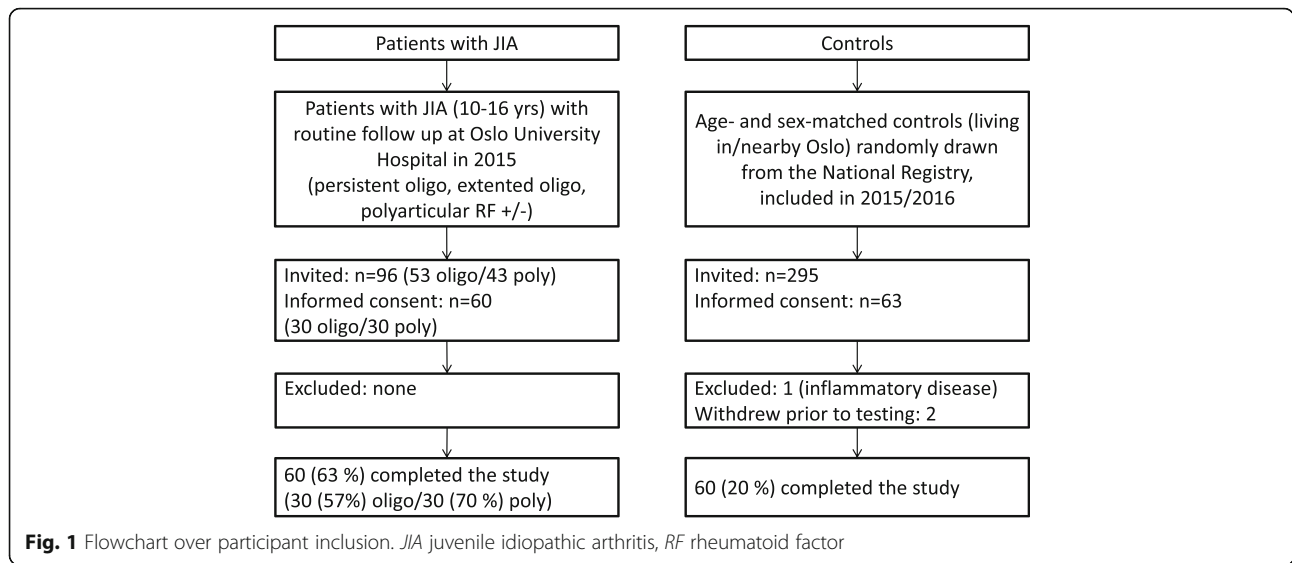 Patients with JIA
Patients with JIA (10-16 yrs) with
routine follow up at Oslo University
Hospital in 2015
(persistent oligo, extented oligo,
polyarticular RF +/-)
Invited: n=96 (53 oligo/43 poly)
Informed consent: n=60
(30 oligo/30 poly)
Excluded: none
60 (63 %) completed the study
(30 (57%) oligo/30 (70 %) poly)
Controls
Age- and sex-matched controls (living
in/nearby Oslo) randomly drawn
from the National Registry,
included in 2015/2016
Invited: n=295
Informed consent: n=63
Excluded: 1 (inflammatory disease)
Withdrew prior to testing: 2
60 (20 %) completed the study
Fig. 1 Flowchart over participant inclusion. JIA juvenile idiopathic arthritis, RF rheumatoid factor